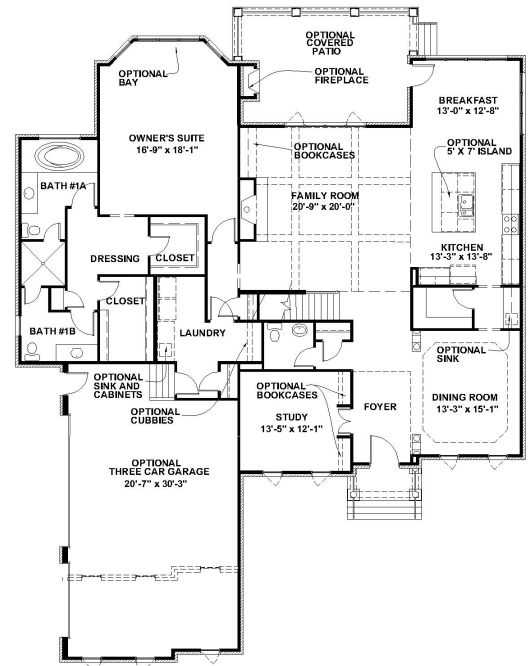 OPTIONAL
COVERED
PATIO
OPTIONAL
BAY
OPTIONAL
FIREPLACE
BREAKFAST
13'-0" x 12'-8"
OWNER'S SUITE
16'-9" x 18'-1"
OPTIONAL
BOOKCASES
OPTIONAL
5' X 7' ISLAND
BATH #1A
FAMILY ROOM
20'-9" x 20'-0"
DRESSING
CLOSET
KITCHEN
13'-3" x 13'-8"
CLOSET
BATH #1B
LAUNDRY
OPTIONAL
SINK
OPTIONAL
SINK AND
CABINETS
OPTIONAL
BOOKCASES
OPTIONAL
CUBBIES
STUDY
13'-5" x 12'-1"
FOYER
DINING ROOM
13'-3" x 15'-1"
OPTIONAL
THREE CAR GARAGE
20'-7" x 30'-3"